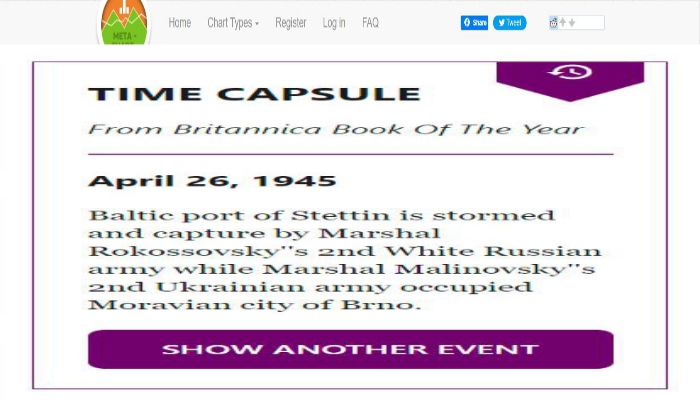 META -
Home Chart Types Register Log in FAQ Share Tweet
TIME CAPSULE
From Britannica Book Of The Year
April 26, 1945
Baltic port of Stettin is stormed
and capture by Marshal
Rokossovsky''s 2nd White Russian
army while Marshal Malinovsky''s
2nd Ukrainian army occupied
Moravian city of Brno.
SHOW ANOTHER EVENT